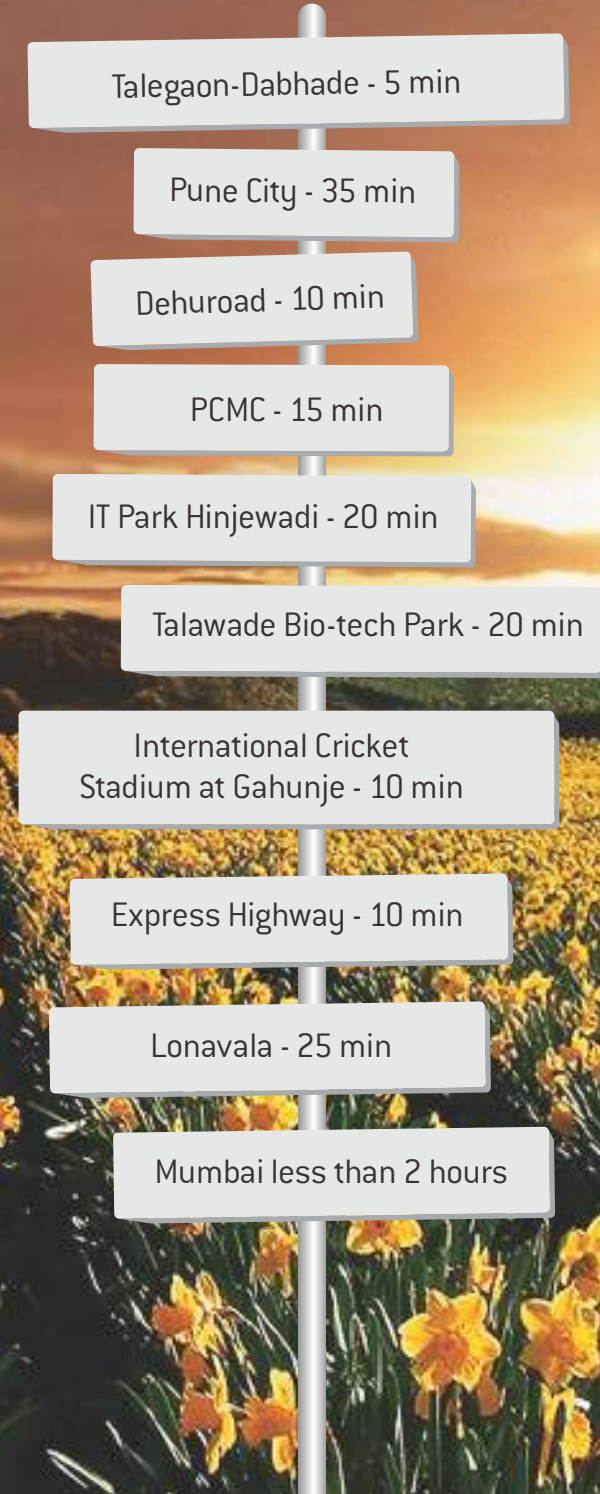 Talegaon-Dabhade - 5 min
Pune City - 35 min
Dehuroad - 10 min
PCMC - 15 min
IT Park Hinjewadi - 20 min
Talawade Bio-tech Park - 20 min
International Cricket
Stadium at Gahunje - 10 min
Express Highway - 10 min
Lonavala - 25 min
Mumbai less than 2 hours